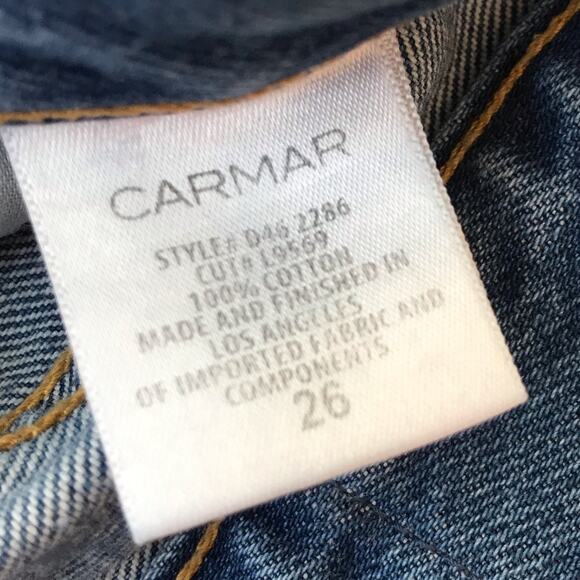 CARMAR
STYLE# D46 2286
CUT# L9569
100% COTTON
MADE AND FINISHED IN
LOS ANGELES
OF IMPORTED FABRIC AND
COMPONENTS
26